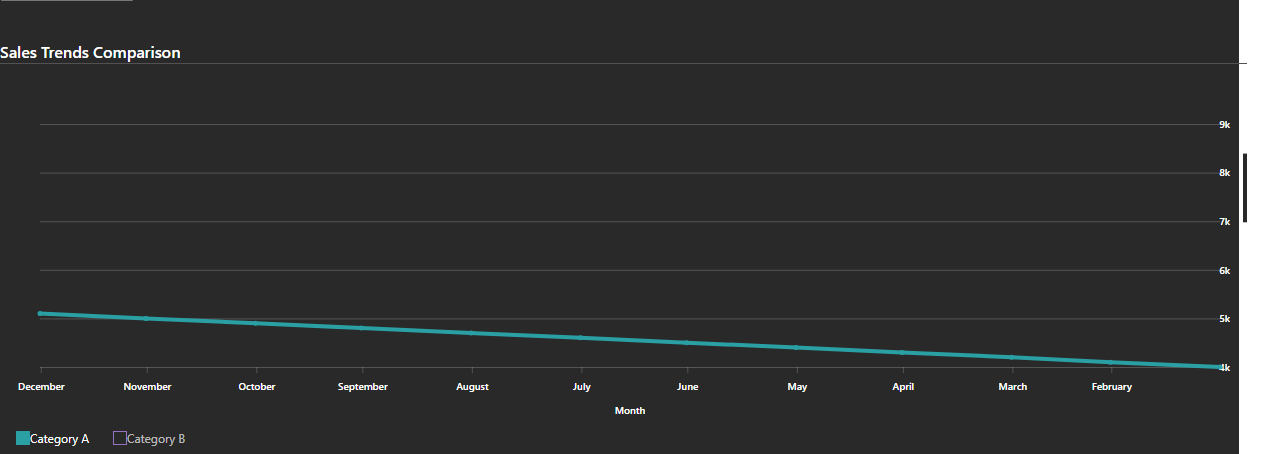 Sales Trends Comparison
9k
8k
7k
6k
5k
4k
December November October September August July June May April March February
Month
Category A Category B